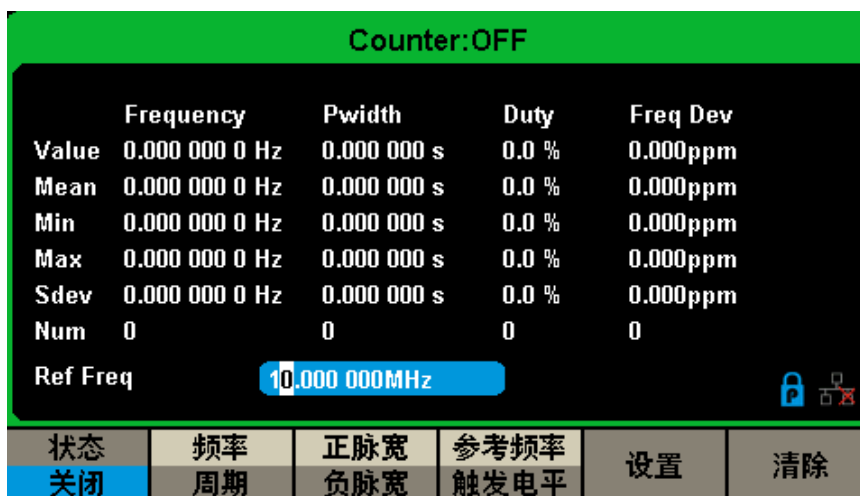 Counter:OFF
Frequency Pwidth Duty Freq Dev
Value 0.000 000 0 Hz 0.000 000 s 0.0 % 0.000ppm
Mean 0.000 000 0 Hz 0.000 000 s 0.0 % 0.000ppm
Min 0.000 000 0 Hz 0.000 000 s 0.0 % 0.000ppm
Max 0.000 000 0 Hz 0.000 000 s 0.0 % 0.000ppm
Sdev 0.000 000 0 Hz 0.000 000 s 0.0 % 0.000ppm
Num 0 0 0 0
Ref Freq 10.000 000MHz
P
状态 频率 正脉宽 参考频率 设置 清除
关闭 周期 负脉宽 触发电平